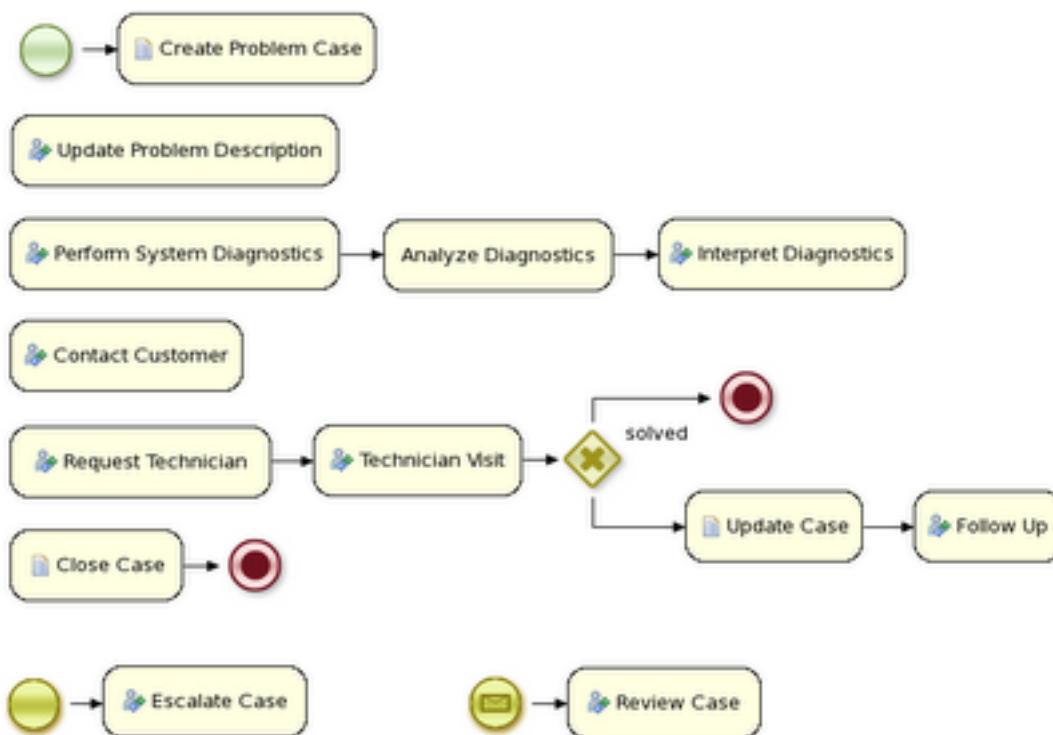 Create Problem Case
Update Problem Description
Perform System Diagnostics
Analyze Diagnostics
Interpret Diagnostics
Contact Customer
solved
Request Technician
Technician Visit
Update Case
Follow Up
Close Case
Escalate Case
Review Case